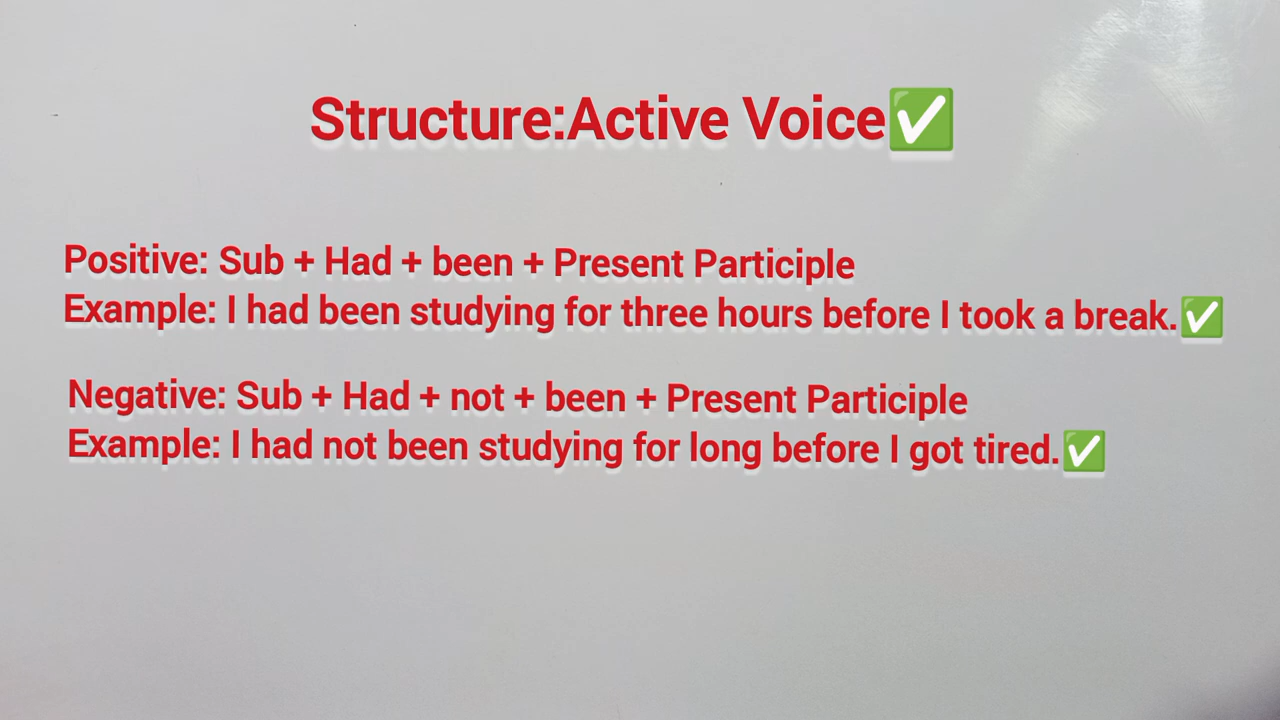 Structure:Active Voice✅
Positive: Sub + Had + been + Present Participle
Example: I had been studying for three hours before I took a break.✅
Negative: Sub + Had + not + been + Present Participle
Example: I had not been studying for long before I got tired.✅